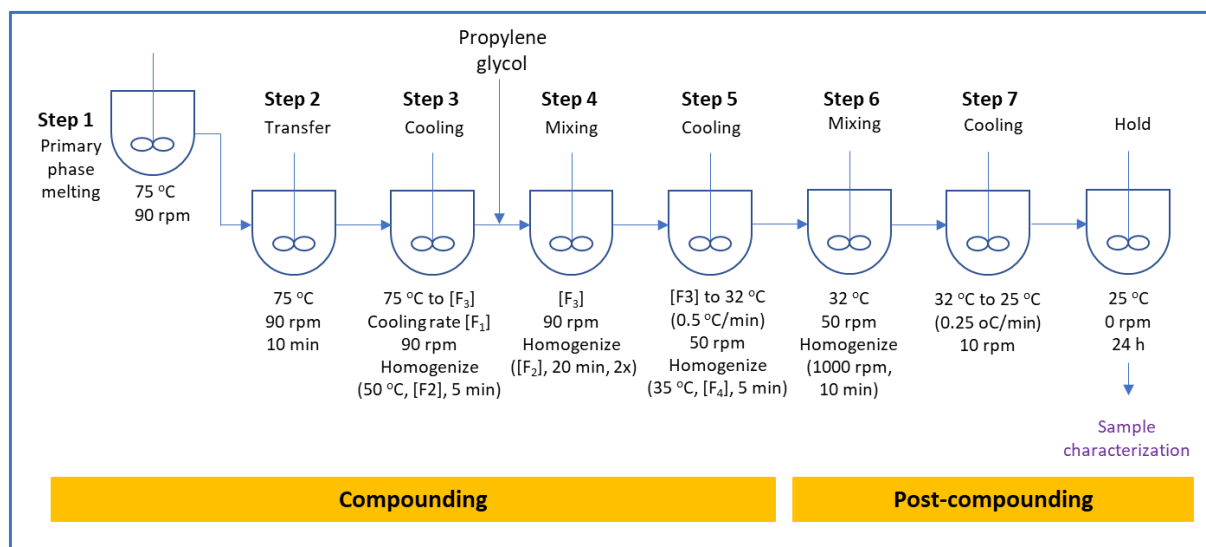 Propylene
glycol
Step 1
Primary
phase
melting
75 °C
90 rpm
Step 2
Transfer
75 °C
90 rpm
10 min
Step 3
Cooling
75 °C to [F₃]
Cooling rate [F₁]
90 rpm
Homogenize
(50 °C, [F2], 5 min)
Step 4
Mixing
[F₃]
90 rpm
Homogenize
([F₂], 20 min, 2x)
Step 5
Cooling
[F3] to 32 °C
(0.5 °C/min)
50 rpm
Homogenize
(35 °C, [F₄], 5 min)
Step 6
Mixing
32 °C
50 rpm
Homogenize
(1000 rpm,
10 min)
Step 7
Cooling
32 °C to 25 °C
(0.25 oC/min)
10 rpm
Hold
25 °C
0 rpm
24 h
Sample
characterization
Compounding
Post-compounding